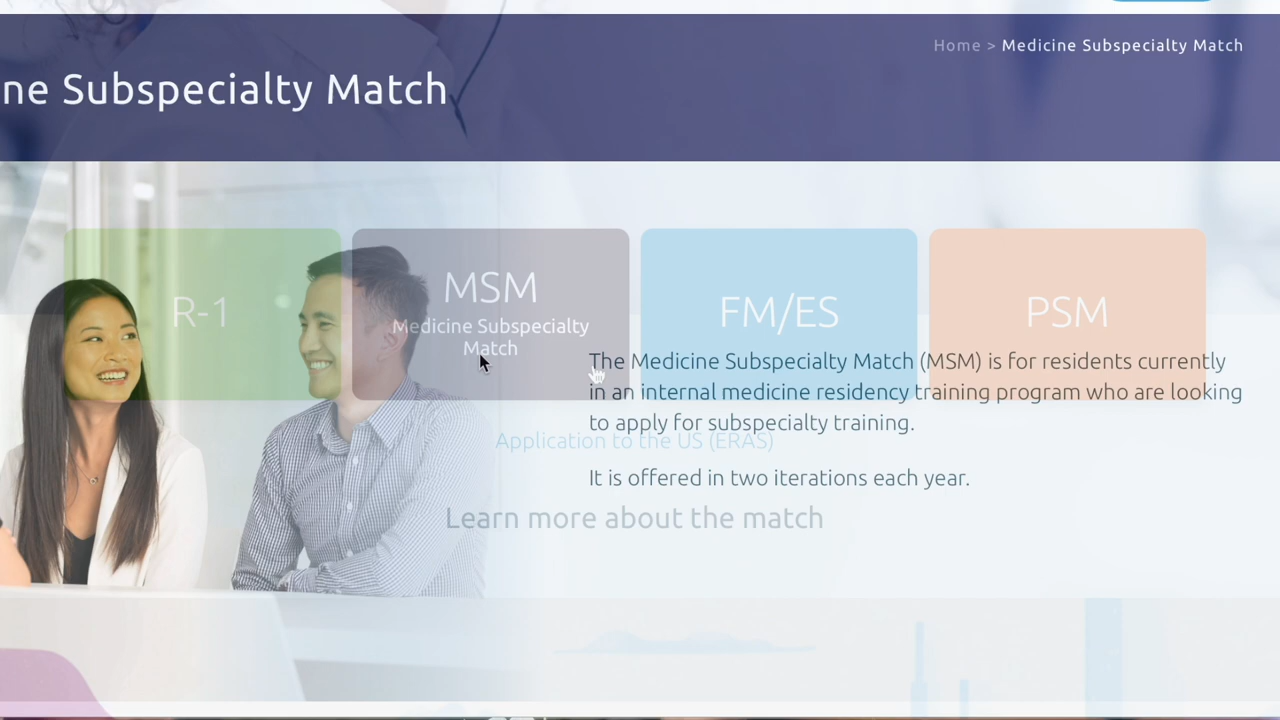 Home > Medicine Subspecialty Match
ne Subspecialty Match
R-1
MSM
Medicine Subspecialty
Match
FM/ES
PSM
The Medicine Subspecialty Match (MSM) is for residents currently
in an internal medicine residency training program who are looking
to apply for subspecialty training.
Application to the US (ERAS)
It is offered in two iterations each year.
Learn more about the match